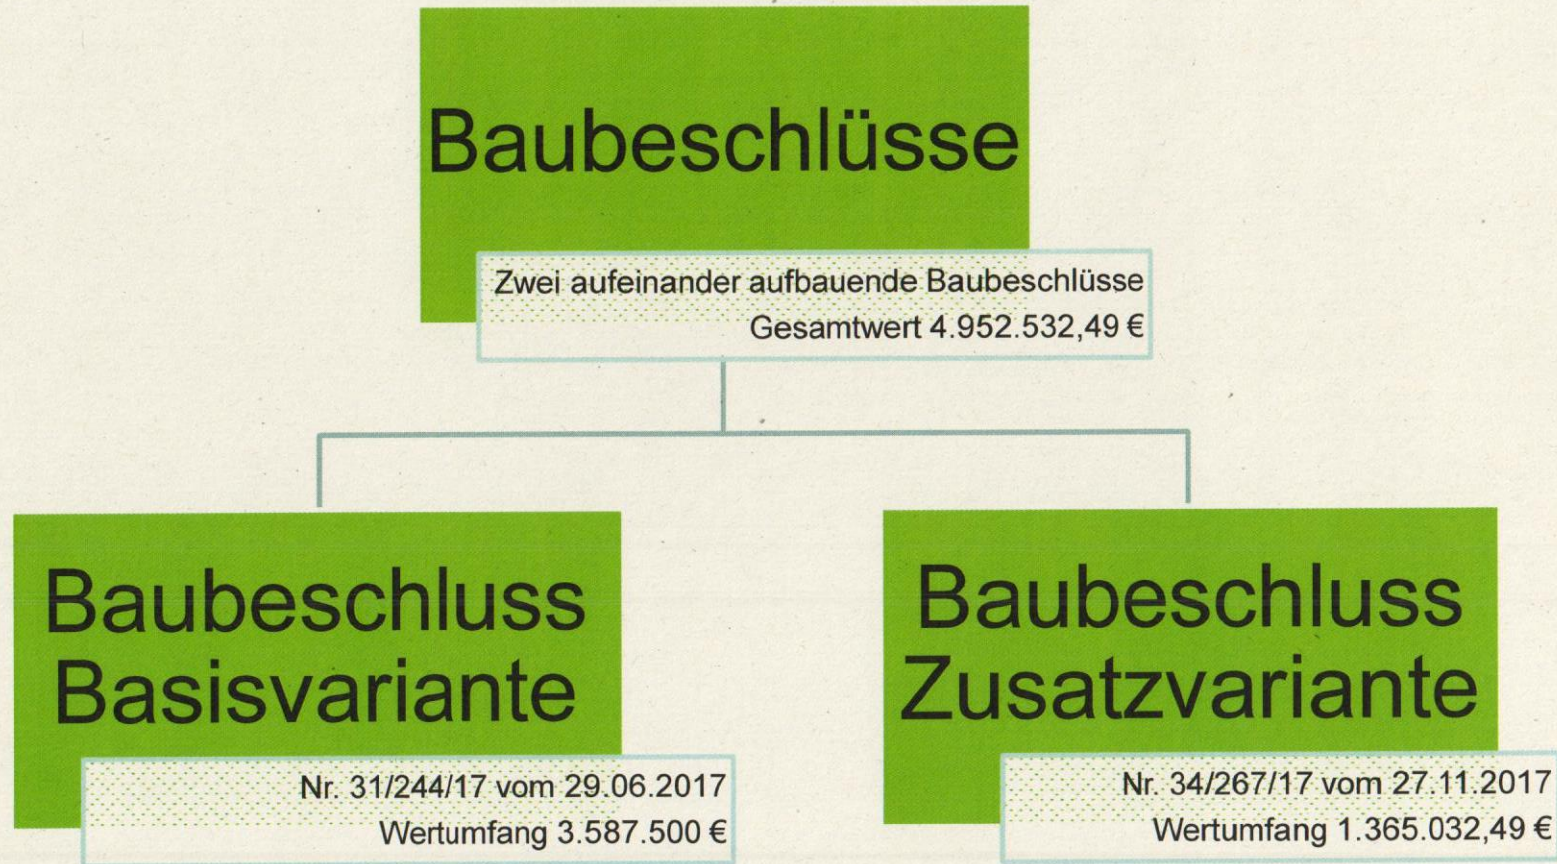 Baubeschlüsse
Zwei aufeinander aufbauende Baubeschlüsse
Gesamtwert 4.952.532,49 €
Baubeschluss
Basisvariante
Nr. 31/244/17 vom 29.06.2017
Wertumfang 3.587.500 €
Baubeschluss
Zusatzvariante
Nr. 34/267/17 vom 27.11.2017
Wertumfang 1.365.032,49 €